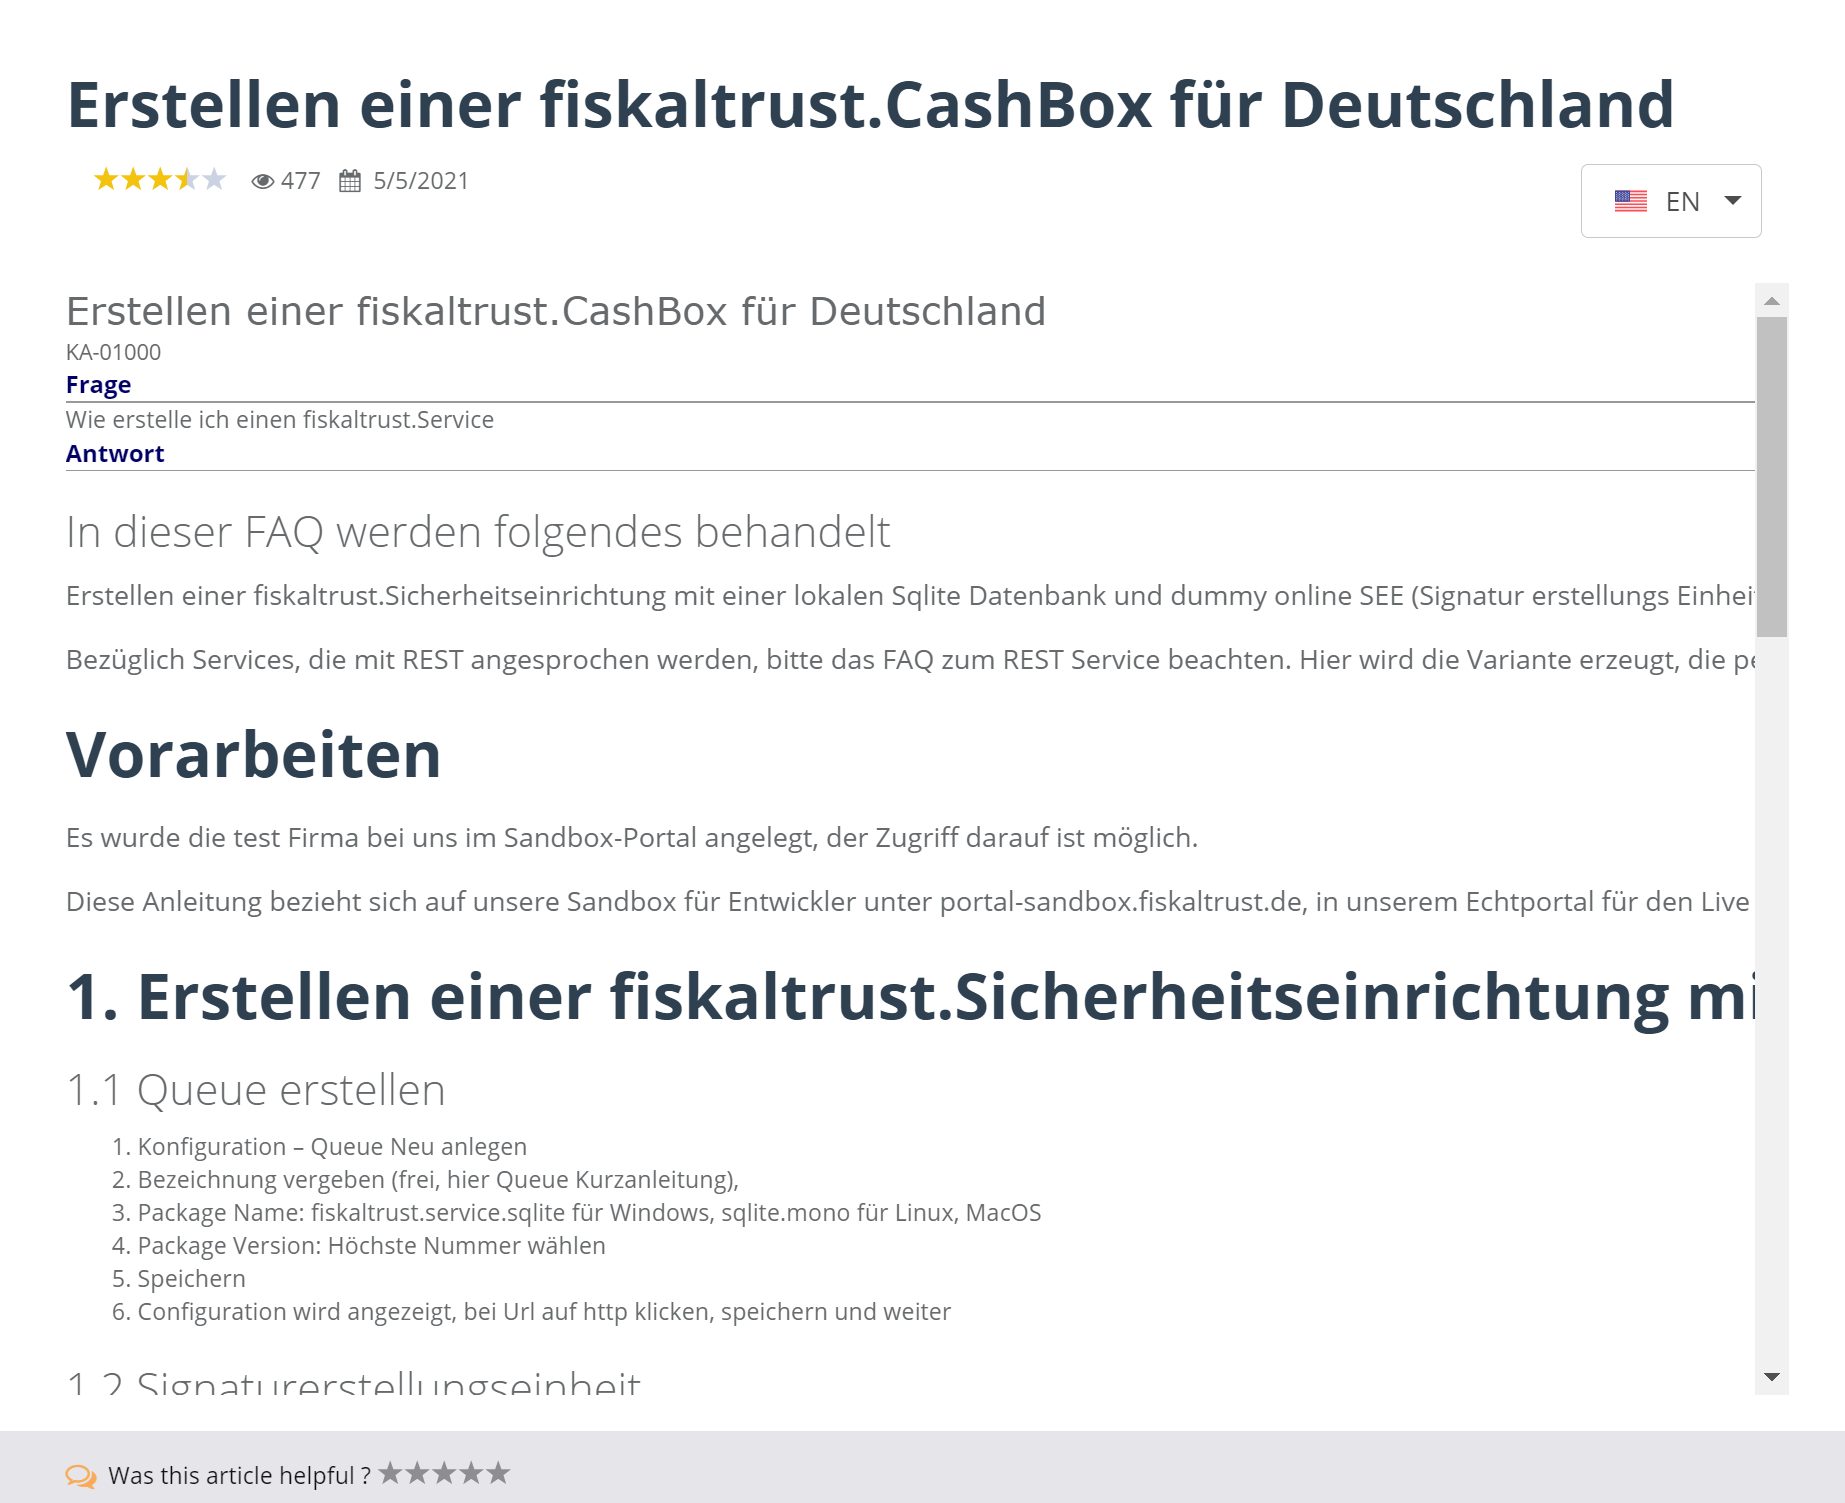 Erstellen einer fiskaltrust.CashBox für Deutschland
477 5/5/2021
EN
Erstellen einer fiskaltrust.CashBox für Deutschland
KA-01000
Frage
Wie erstelle ich einen fiskaltrust.Service
Antwort
In dieser FAQ werden folgendes behandelt
Erstellen einer fiskaltrust.Sicherheitseinrichtung mit einer lokalen Sqlite Datenbank und dummy online SEE (Signatur erstellungs
Bezüglich Services, die mit REST angesprochen werden, bitte das FAQ zum REST Service beachten. Hier wird die Variante erzeugt, die
Vorarbeiten
Es wurde die test Firma bei uns im Sandbox-Portal angelegt, der Zugriff darauf ist möglich.
Diese Anleitung bezieht sich auf unsere Sandbox für Entwickler unter portal-sandbox.fiskaltrust.de, in unserem Echtportal für den Live
1. Erstellen einer fiskaltrust.Sicherheitseinrichtung
1.1 Queue erstellen
1. Konfiguration – Queue Neu anlegen
2. Bezeichnung vergeben (frei, hier Queue Kurzanleitung),
3. Package Name: fiskaltrust.service.sqlite für Windows, sqlite.mono für Linux, MacOS
4. Package Version: Höchste Nummer wählen
5. Speichern
6. Configuration wird angezeigt, bei Url auf http klicken, speichern und weiter
1.2 Signaturerstellungseinheit
Was this article helpful ?